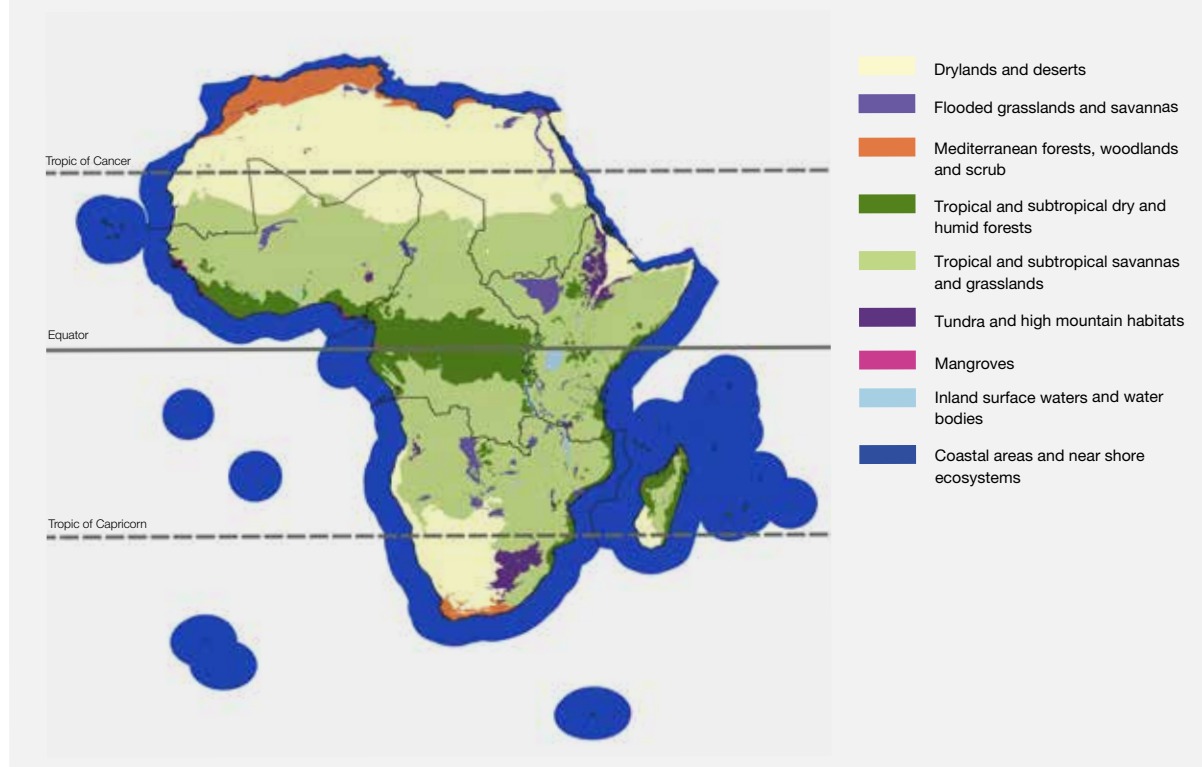 Tropic of Cancer
Equator
Tropic of Capricorn
Drylands and deserts
Flooded grasslands and savannas
Mediterranean forests, woodlands
and scrub
Tropical and subtropical dry and
humid forests
Tropical and subtropical savannas
and grasslands
Tundra and high mountain habitats
Mangroves
Inland surface waters and water
bodies
Coastal areas and near shore
ecosystems